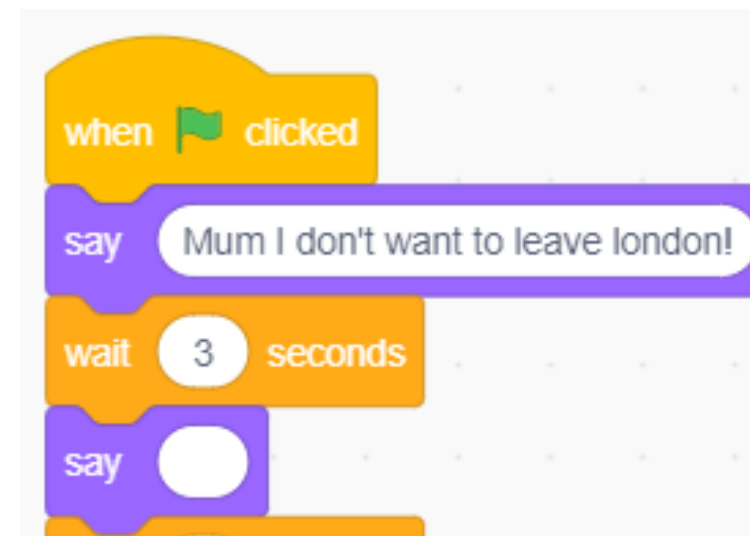 when clicked
say Mum I don't want to leave london!
wait 3 seconds
say